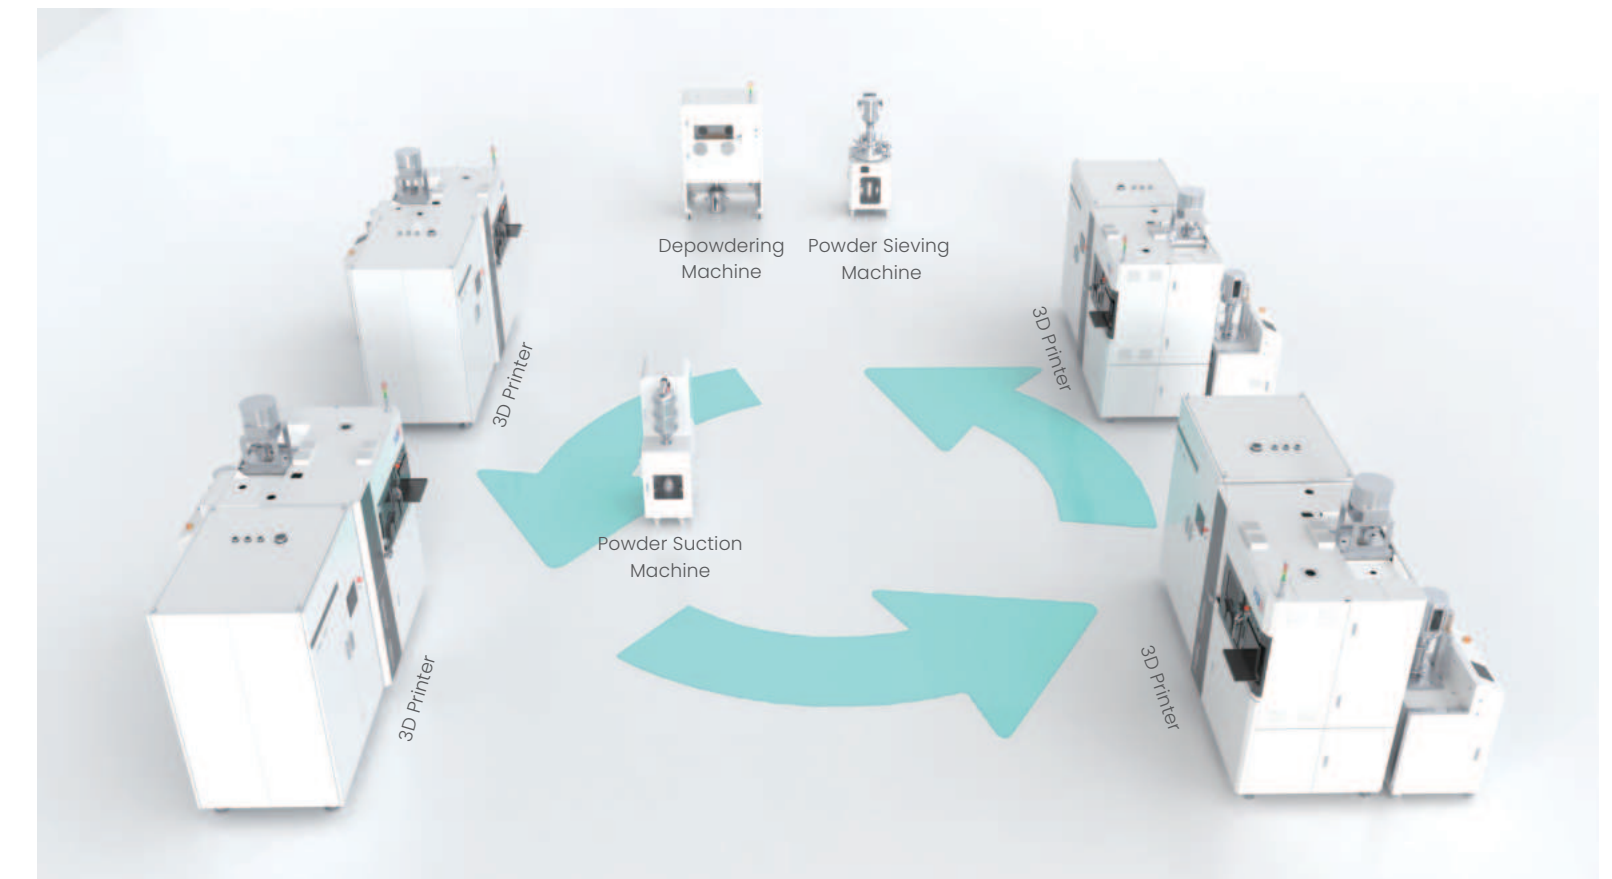 Depowdering
Machine
Powder Sieving
Machine
3D Printer
3D Printer
Powder Suction
Machine
3D Printer
3D Printer